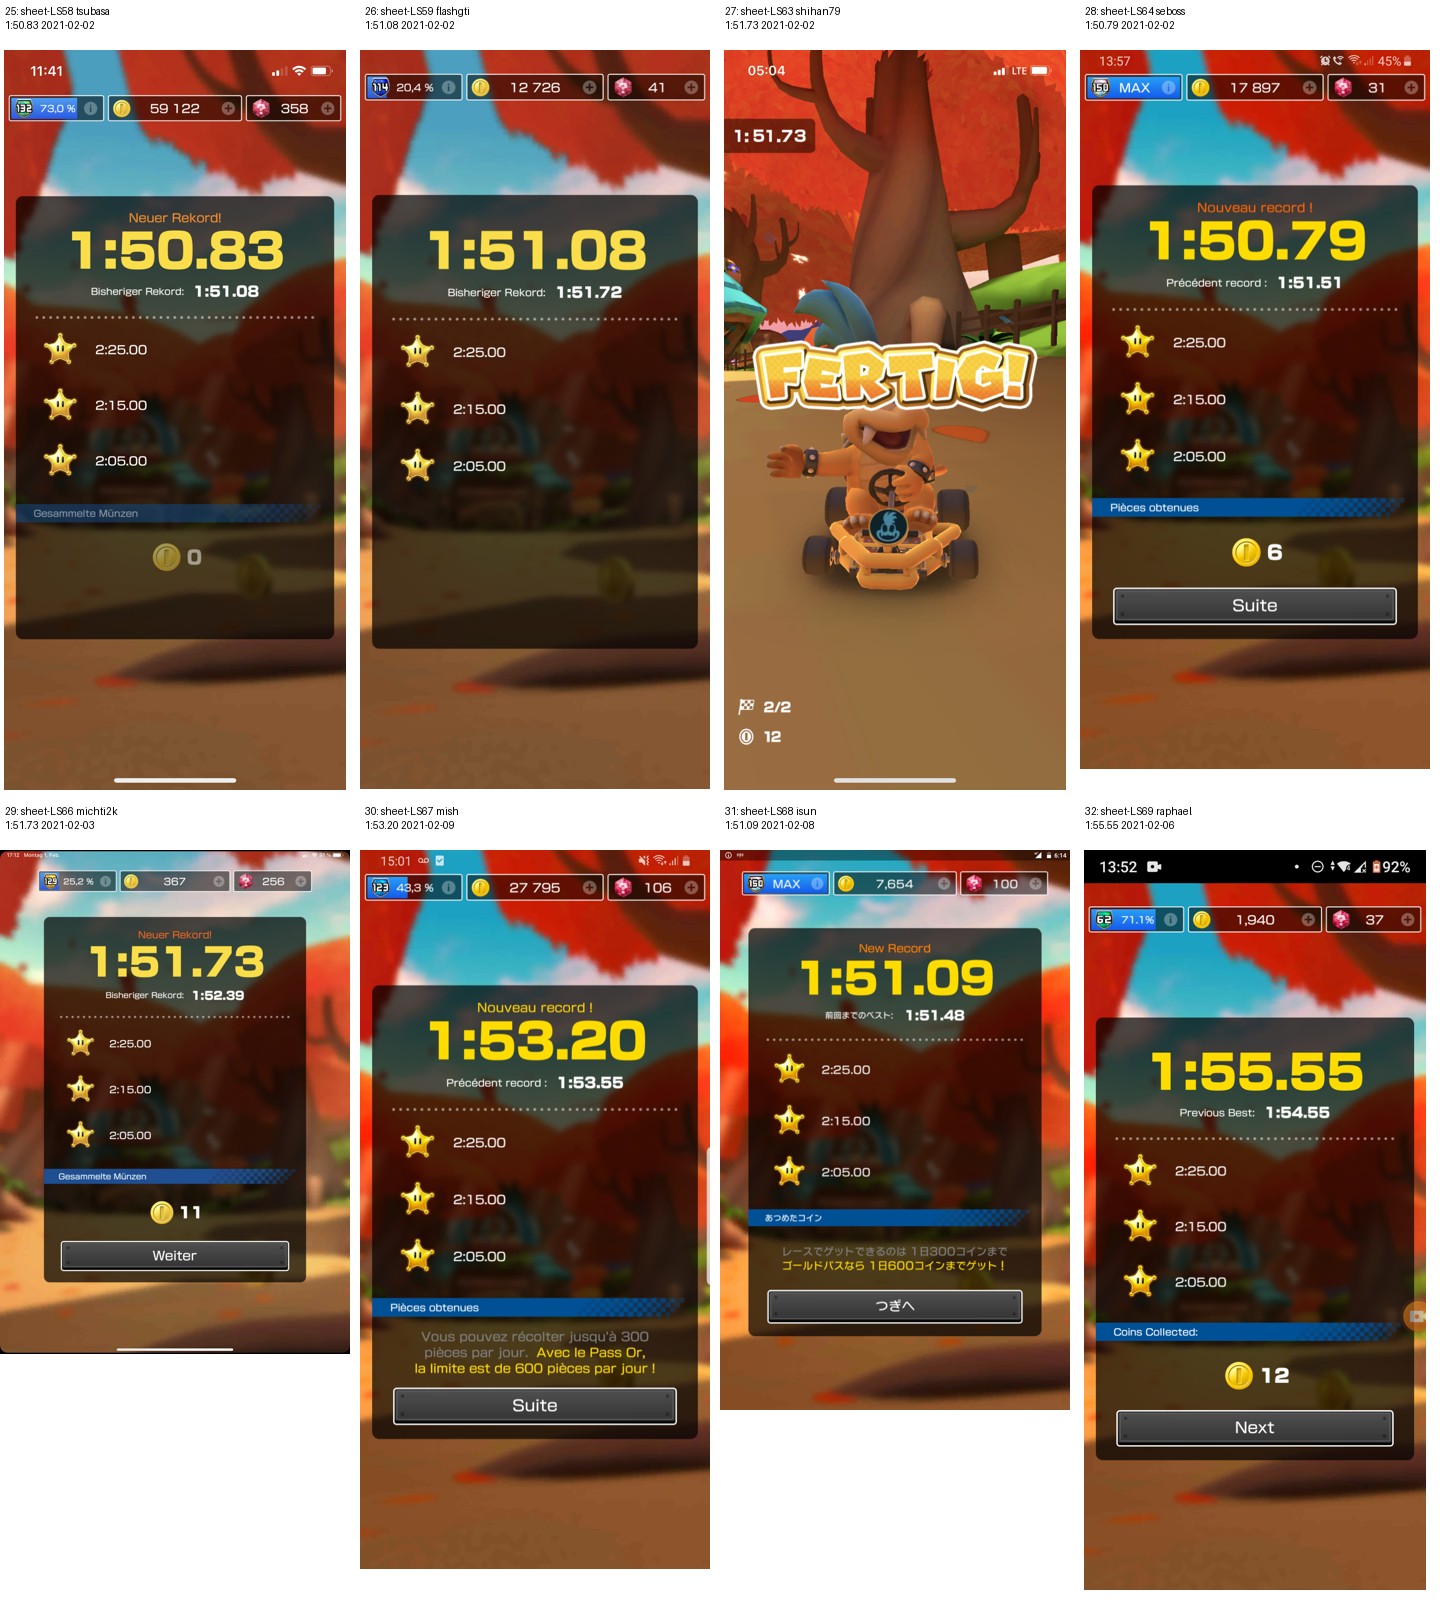 25: sheet-LS58 tsubasa
1:50.83 2021-02-02
11:41
132 73,0 % 59 122 358
Neuer Rekord!
1:50.83
Bisheriger Rekord: 1:51.08
2:25.00
2:15.00
2:05.00
Gesammelte Münzen
0
26: sheet-LS59 flashgti
1:51.08 2021-02-02
114 20,4 % 12 726 41
1:51.08
Bisheriger Rekord: 1:51.72
2:25.00
2:15.00
2:05.00
27: sheet-LS63 shihan79
1:51.73 2021-02-02
05:04 LTE
1:51.73
FERTIG!
2/2
12
28: sheet-LS64 seboss
1:50.79 2021-02-02
13:57 45%
150 MAX 17 897 31
Nouveau record !
1:50.79
Précédent record : 1:51.51
2:25.00
2:15.00
2:05.00
Pièces obtenues
6
Suite
29: sheet-LS66 michti2k
1:51.73 2021-02-03
17:12 Montag 1. Feb.
25,2 % 367 256
Neuer Rekord!
1:51.73
Bisheriger Rekord: 1:52.39
2:25.00
2:15.00
2:05.00
Gesammelte Münzen
11
Weiter
30: sheet-LS67 mish
1:53.20 2021-02-09
15:01
123 43,3 % 27 795 106
Nouveau record !
1:53.20
Précédent record : 1:53.55
2:25.00
2:15.00
2:05.00
Pièces obtenues
Vous pouvez récolter jusqu'à 300
pièces par jour. Avec le Pass Or,
la limite est de 600 pièces par jour !
Suite
31: sheet-LS68 isun
1:51.09 2021-02-08
6:14
150 MAX 7,654 100
New Record
1:51.09
前回までのベスト: 1:51.48
2:25.00
2:15.00
2:05.00
あつめたコイン
レースでゲットできるのは 1日300コインまで
ゴールドパスなら 1日600コインまでゲット！
つぎへ
32: sheet-LS69 raphael
1:55.55 2021-02-06
13:52 92%
62 71.1% 1,940 37
1:55.55
Previous Best: 1:54.55
2:25.00
2:15.00
2:05.00
Coins Collected:
12
Next